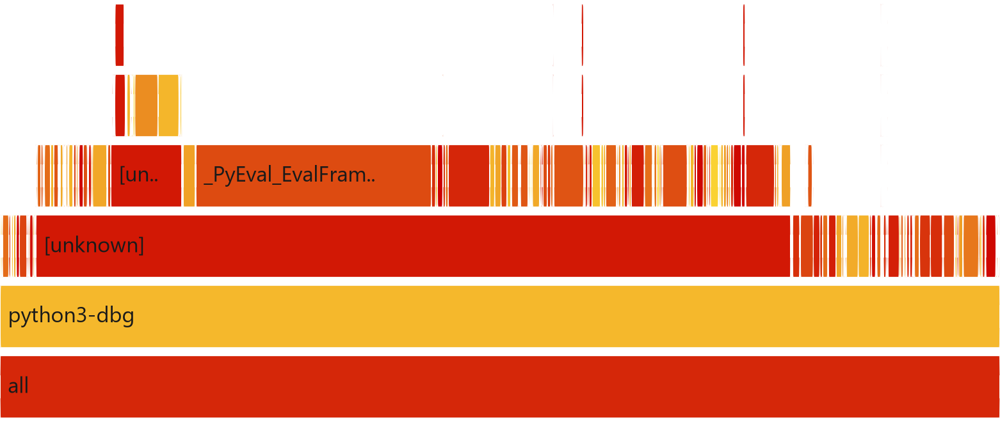 [un..
_PyEval_EvalFram..
[unknown]
python3-dbg
all